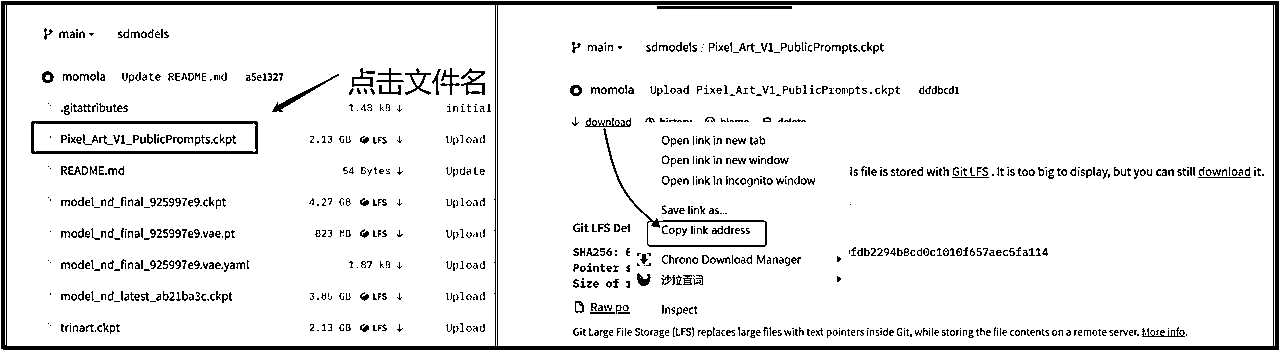 main
sdmodels
momola Update README.md a5e1327
点击文件名
.gitattributes 1.43 kB initial
Pixel_Art_V1_PublicPrompts.ckpt 2.13 GB LFS Upload
README.md 54 Bytes Update
model_nd_final_925997e9.ckpt 4.27 GB LFS Upload
model_nd_final_925997e9.vae.pt 823 MB LFS Upload
model_nd_final_925997e9.vae.yaml 1.87 kB Upload
model_nd_latest_ab21ba3c.ckpt LFS Upload
trinart.ckpt 2.13 GB LFS Upload
main
sdmodels / Pixel_Art_V1_PublicPrompts.ckpt
momola Upload Pixel_Art_V1_PublicPrompts.ckpt dddbcd1
download history blame delete
Open link in new tab
Open link in new window
Open link in incognito window
Save link as...
Copy link address
Chrono Download Manager
沙拉查词
Inspect
is file is stored with Git LFS . It is too big to display, but you can still download it.
Git LFS Det
SHA256: 6
fdb2294b8cd0c1010f657aec5fa114
Pointer s
Size of
Raw po
Git Large File Storage (LFS) replaces large files with text pointers inside Git, while storing the file contents on a remote server. More info.